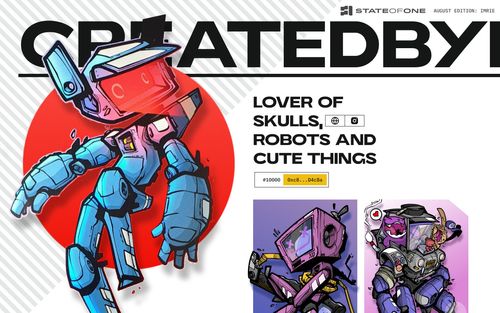 STATEOFONE AUGUST EDITION: IMRIE
CREATEDBYI
LOVER OF
SKULLS,
ROBOTS AND
CUTE THINGS
#10000 0xc8...D4c8a